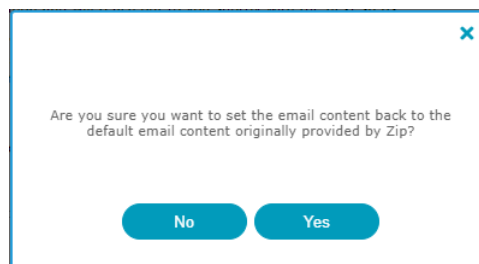 Are you sure you want to set the email content back to the
default email content originally provided by Zip?
No Yes